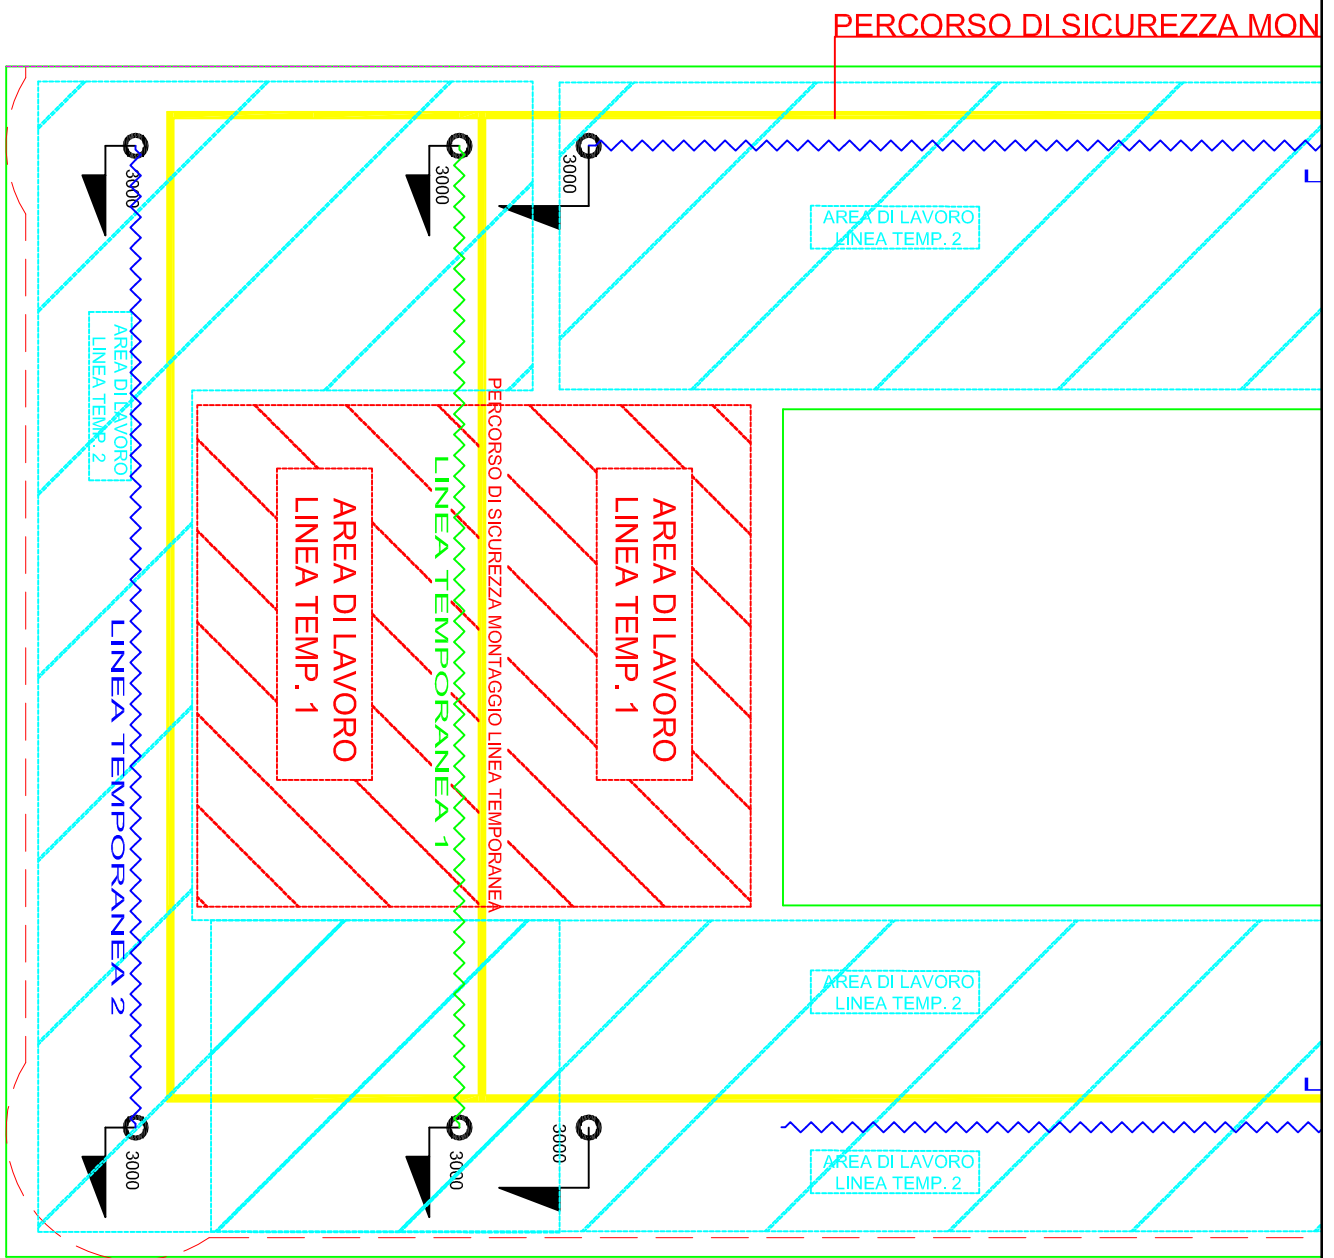 PERCORSO DI SICUREZZA MON
3000
3000
3000
AREA DI LAVORO
LINEA TEMP. 2
AREA DI LAVORO
LINEA TEMP. 2
PERCORSO DI SICUREZZA MONTAGGIO LINEA TEMPORANEA
LINEA TEMPORANEA 1
AREA DI LAVORO
LINEA TEMP. 1
AREA DI LAVORO
LINEA TEMP. 1
LINEA TEMPORANEA 2
AREA DI LAVORO
LINEA TEMP. 2
3000
3000
3000
AREA DI LAVORO
LINEA TEMP. 2